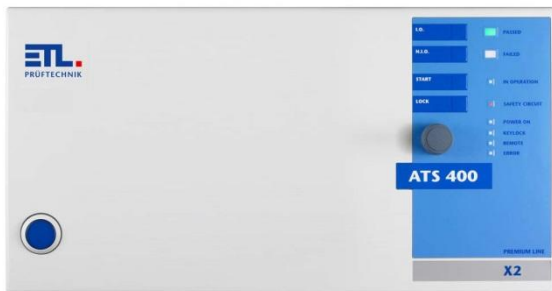 ETL.
PRÜFTECHNIK
I.O.
N.I.O.
START
LOCK
PASSED
FAILED
IN OPERATION
SAFETY CIRCUIT
POWER ON
KEYLOCK
REMOTE
ERROR
ATS 400
PREMIUM LINE
X2